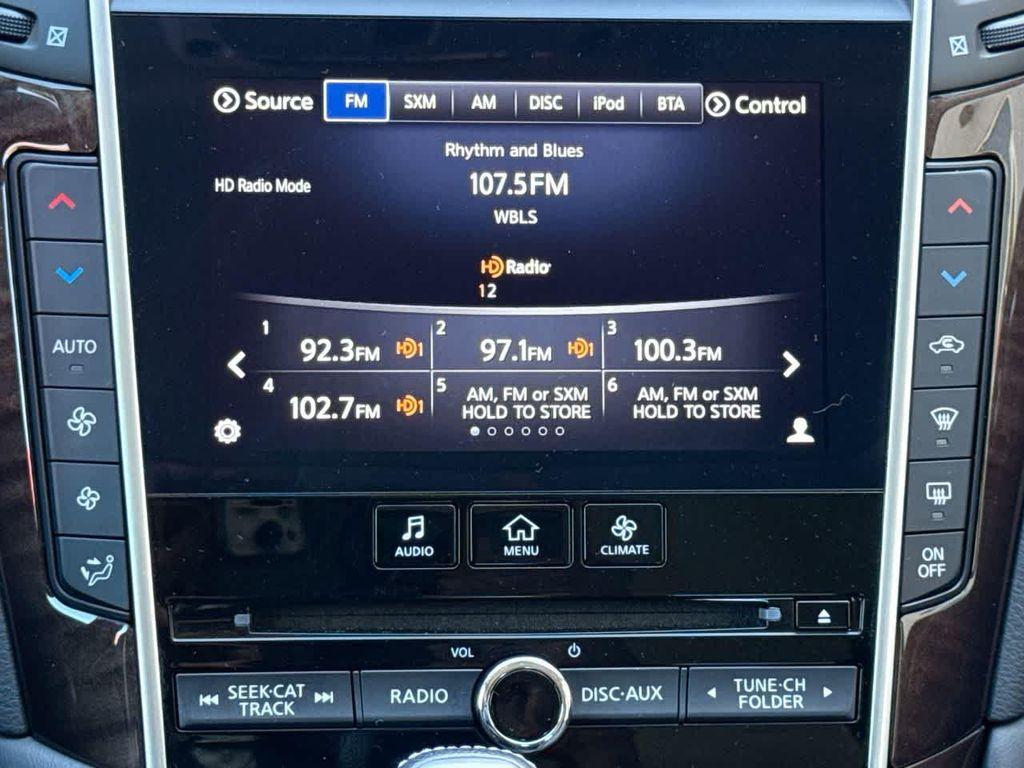 Source FM SXM AM DISC iPod BTA Control
Rhythm and Blues
HD Radio Mode 107.5FM
WBLS
HD Radio
12
1 92.3FM HD1 2 97.1FM HD1 3 100.3FM
4 102.7FM HD1 5 AM, FM or SXM 6 AM, FM or SXM
HOLD TO STORE HOLD TO STORE
AUTO
AUDIO MENU CLIMATE
ON
OFF
VOL
SEEK·CAT
TRACK
RADIO
DISC·AUX
TUNE·CH
FOLDER